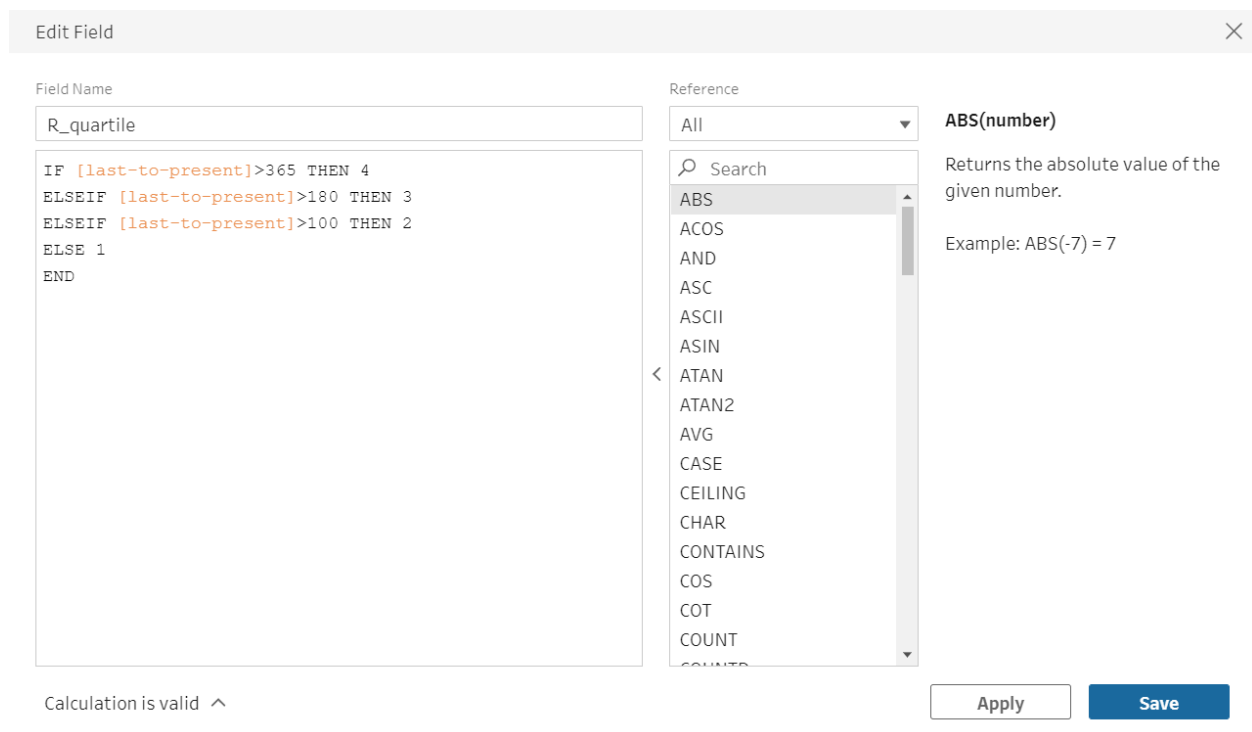 Edit Field
Field Name
R_quartile
IF [last-to-present]>365 THEN 4
ELSEIF [last-to-present]>180 THEN 3
ELSEIF [last-to-present]>100 THEN 2
ELSE 1
END
Calculation is valid
Reference
All
Search
ABS
ACOS
AND
ASC
ASCII
ASIN
ATAN
ATAN2
AVG
CASE
CEILING
CHAR
CONTAINS
COS
COT
COUNT
COUNTD
ABS(number)
Returns the absolute value of the
given number.
Example: ABS(-7) = 7
Apply
Save